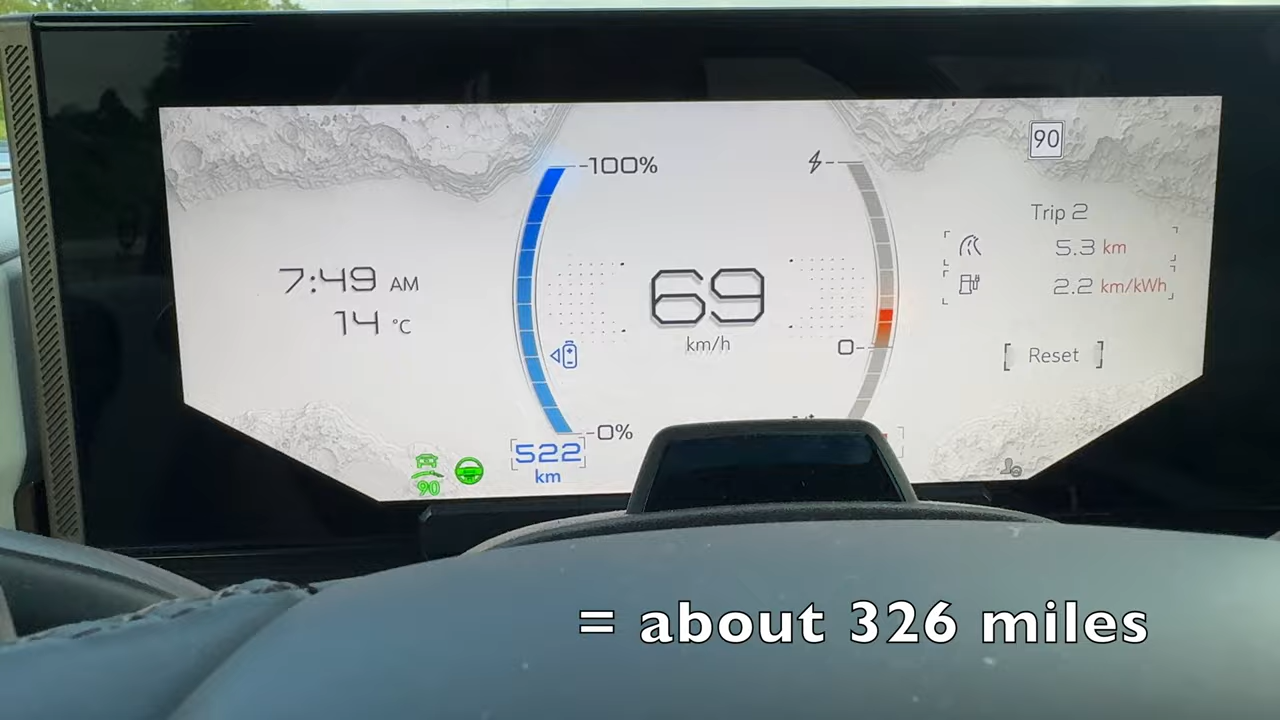 90
-100%
Trip 2
5.3 km
7:49 AM
2.2 km/kWh
14 °C
69
km/h
0-
[ Reset ]
-0%
522
km
90
= about 326 miles